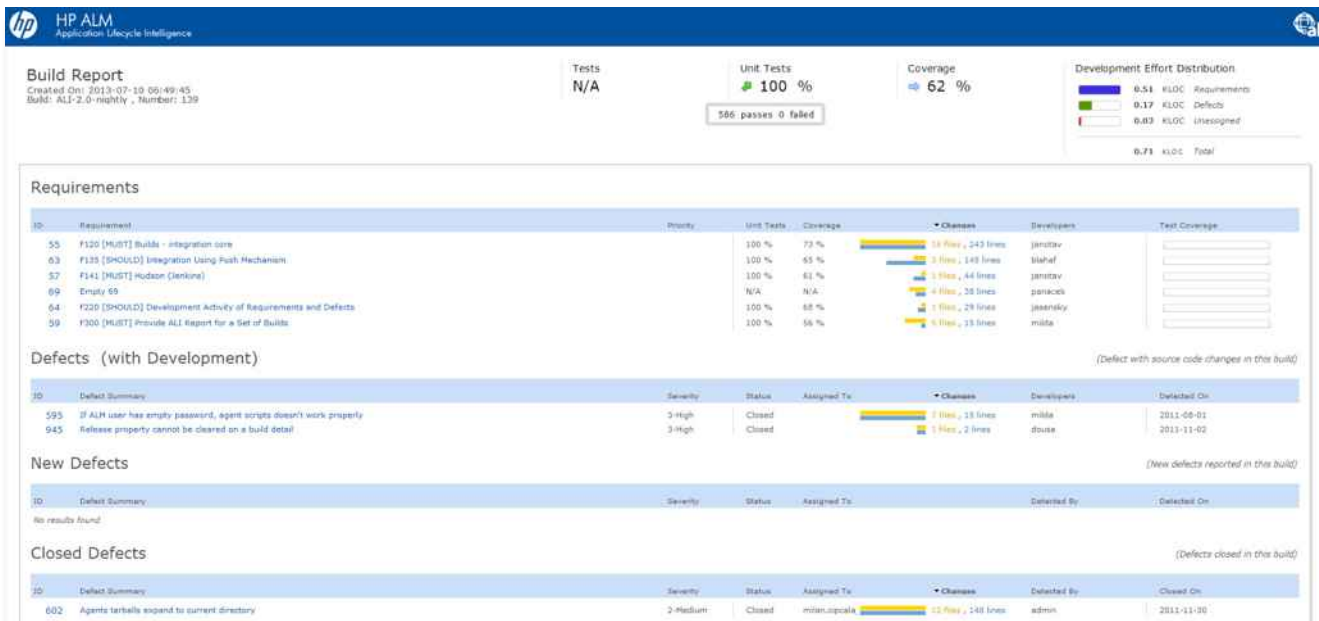 hp HP ALM
Application Lifecycle Intelligence
Build Report
Created On: 2013-07-10 06:49:45
Build: ALI-2.0-nightly , Number: 139
Tests
N/A
Unit Tests
100 %
586 passes 0 failed
Coverage
62 %
Development Effort Distribution
0.51 KLOC Requirements
0.17 KLOC Defects
0.03 KLOC Unassigned
0.71 KLOC Total
Requirements
ID Requirement Priority Unit Tests Coverage Changes Developers Test Coverage
55 F120 [MUST] Builds - integration core 100 % 73 % 16 files , 243 lines janotav
63 F135 [SHOULD] Integration Using Push Mechanism 100 % 65 % 3 files , 148 lines blahaf
57 F141 [MUST] Hudson (Jenkins) 100 % 61 % 1 files , 44 lines janotav
69 Empty 69 N/A N/A 4 files , 38 lines panacek
64 F220 [SHOULD] Development Activity of Requirements and Defects 100 % 68 % 1 files , 29 lines jasensky
59 F300 [MUST] Provide ALI Report for a Set of Builds 100 % 56 % 6 files , 15 lines milda
Defects (with Development) (Defect with source code changes in this build)
ID Defect Summary Severity Status Assigned To Changes Developers Detected On
595 If ALM user has empty password, agent scripts doesn't work properly 3-High Closed files , 15 lines milda 2011-08-01
945 Release property cannot be cleared on a build detail 3-High Closed 1 files , 2 lines douse 2011-11-02
New Defects (New defects reported in this build)
ID Defect Summary Severity Status Assigned To Detected By Detected On
No results found
Closed Defects (Defects closed in this build)
ID Defect Summary Severity Status Assigned To Changes Detected By Closed On
602 Agents tarballs expand to current directory 2-Medium Closed 12 files , 148 lines admin 2011-11-30